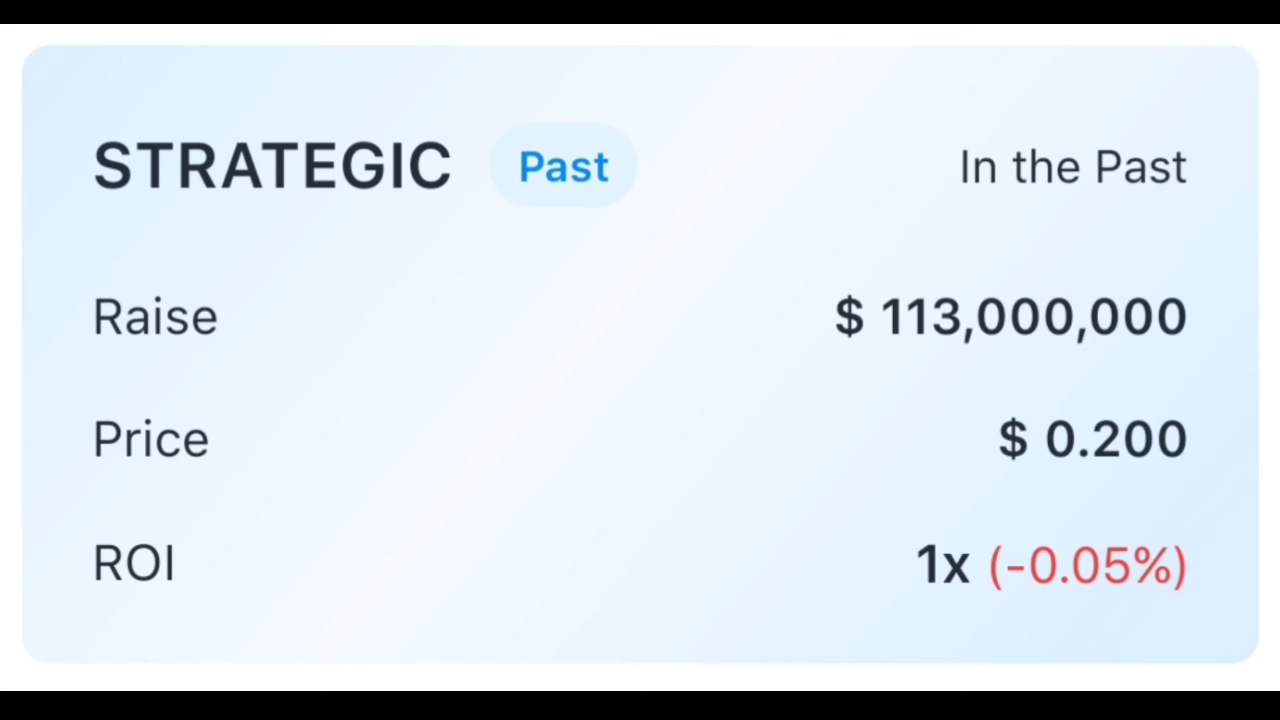 STRATEGIC Past In the Past
Raise $ 113,000,000
Price $ 0.200
ROI 1x (-0.05%)